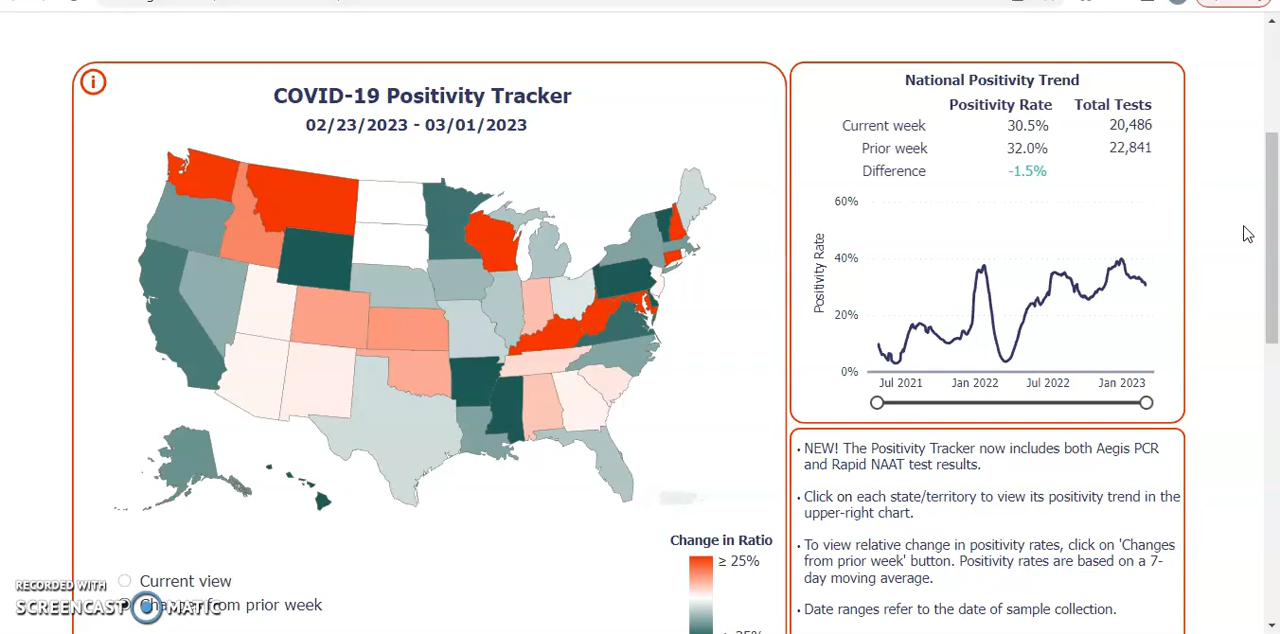 COVID-19 Positivity Tracker
02/23/2023 - 03/01/2023
National Positivity Trend
Positivity Rate Total Tests
Current week 30.5% 20,486
Prior week 32.0% 22,841
Difference -1.5%
60%
40%
20%
0%
Positivity Rate
Jul 2021 Jan 2022 Jul 2022 Jan 2023
• NEW! The Positivity Tracker now includes both Aegis PCR
and Rapid NAAT test results.
• Click on each state/territory to view its positivity trend in the
upper-right chart.
• To view relative change in positivity rates, click on 'Changes
from prior week' button. Positivity rates are based on a 7-
day moving average.
• Date ranges refer to the date of sample collection.
Change in Ratio
≥ 25%
Current view
from prior week
RECORDED WITH
SCREENCAST MATIC